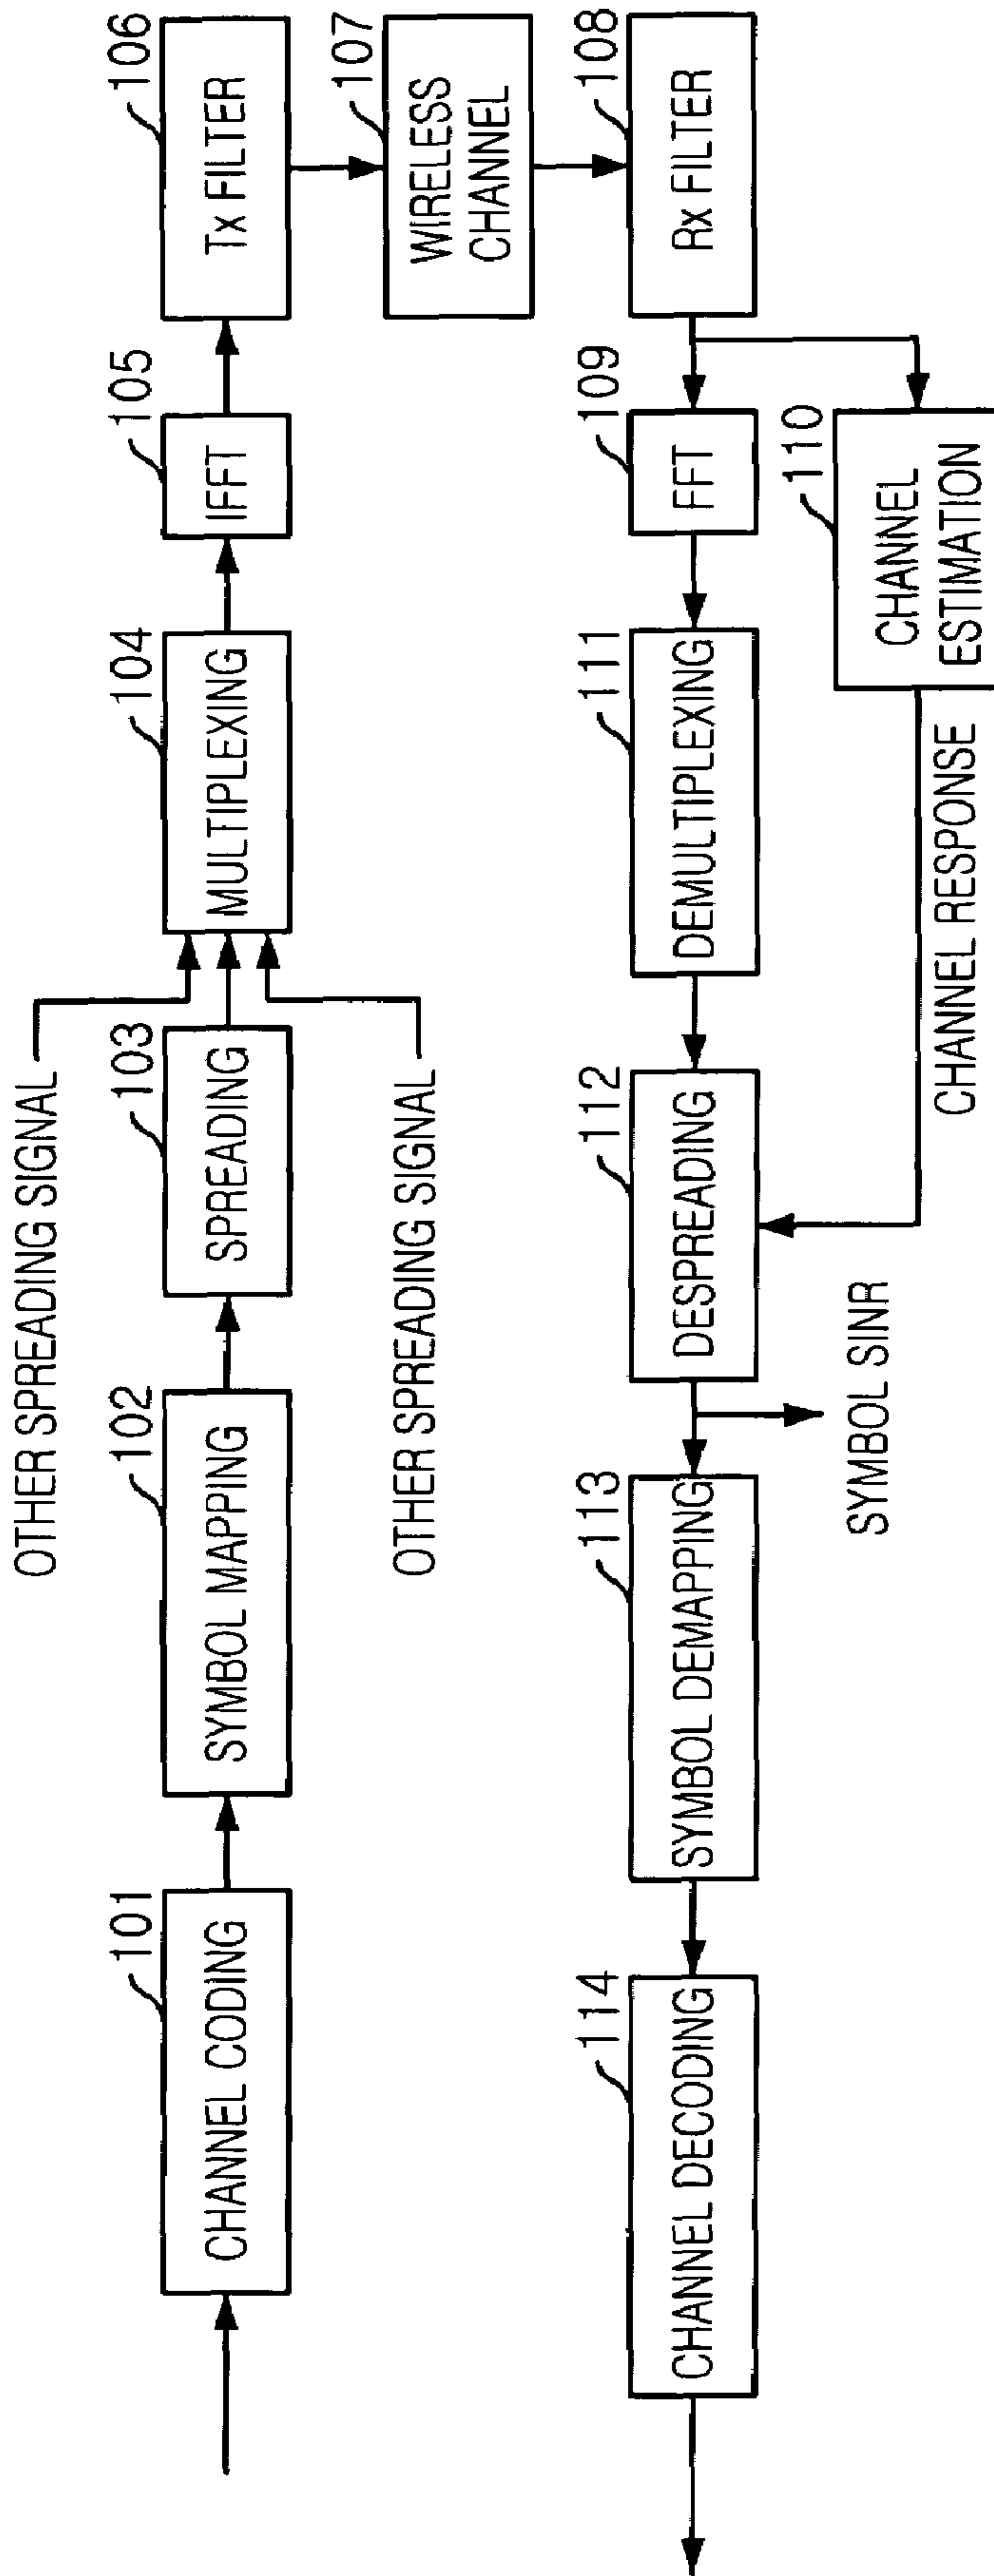 OTHER SPREADING SIGNAL
OTHER SPREADING SIGNAL
101
CHANNEL CODING
102
SYMBOL MAPPING
103
SPREADING
104
MULTIPLEXING
105
IFFT
106
Tx FILTER
107
WIRELESS
CHANNEL
108
Rx FILTER
109
FFT
110
CHANNEL
ESTIMATION
CHANNEL RESPONSE
111
DEMULTIPLEXING
112
DESPREADING
SYMBOL SINR
113
SYMBOL DEMAPPING
114
CHANNEL DECODING